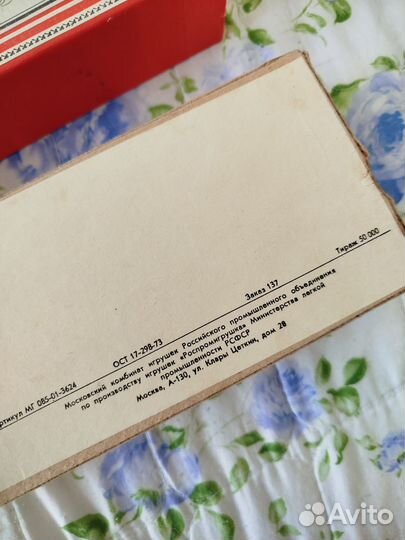 Артикул МГ 085-01-3624 ОСТ 17-298-73 Заказ 137 Тираж 50 000
Московский комбинат игрушек Российского промышленного объединения
по производству игрушек «Роспромигрушка» Министерства легкой
промышленности РСФСР
Москва, А-130, ул. Клары Цеткин, дом 28
Avito